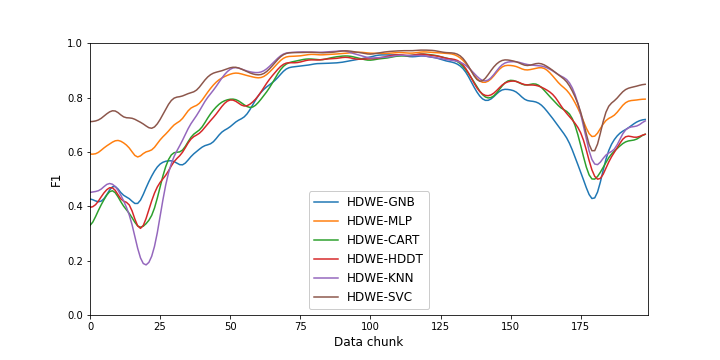 1.0
0.8
0.6
0.4
0.2
0.0
F1
0
25
50
75
100
125
150
175
Data chunk
HDWE-GNB
HDWE-MLP
HDWE-CART
HDWE-HDDT
HDWE-KNN
HDWE-SVC